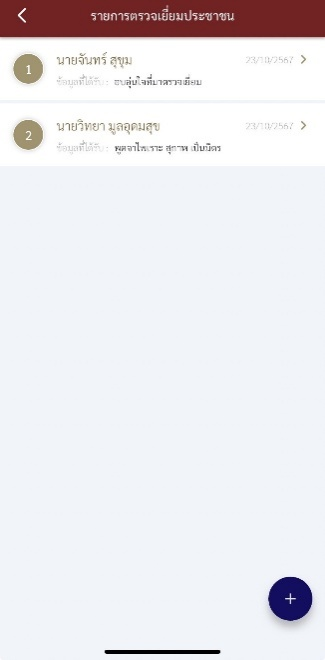 รายการตรวจเยี่ยมประชาชน
1
นายจันทร์ สุขุม
23/10/2567
ข้อมูลที่ได้รับ : อบอุ่นใจที่มาตรวจเยี่ยม
2
นายวิทยา มูลอุดมสุข
23/10/2567
ข้อมูลที่ได้รับ : พูดจาไพเราะ สุภาพ เป็นมิตร